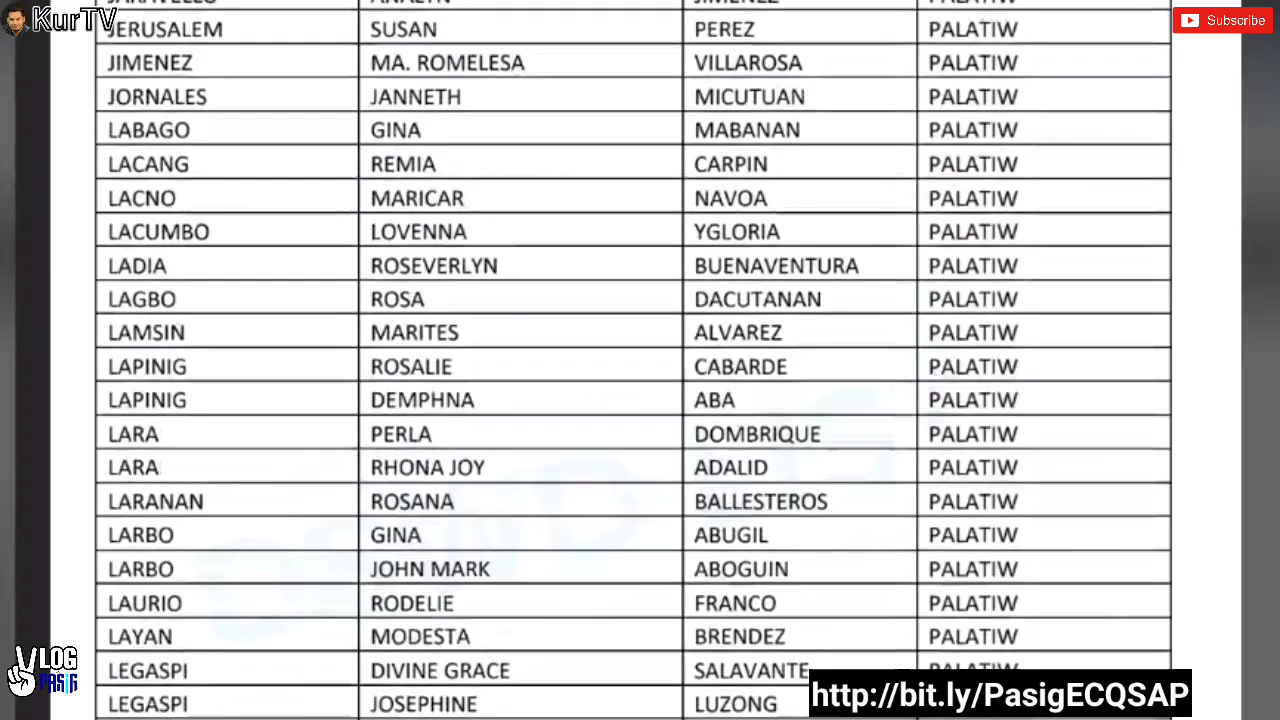 KurTV
Subscribe
JERUSALEM SUSAN PEREZ PALATIW
JIMENEZ MA. ROMELESA VILLAROSA PALATIW
JORNALES JANNETH MICUTUAN PALATIW
LABAGO GINA MABANAN PALATIW
LACANG REMIA CARPIN PALATIW
LACNO MARICAR NAVOA PALATIW
LACUMBO LOVENNA YGLORIA PALATIW
LADIA ROSEVERLYN BUENAVENTURA PALATIW
LAGBO ROSA DACUTANAN PALATIW
LAMSIN MARITES ALVAREZ PALATIW
LAPINIG ROSALIE CABARDE PALATIW
LAPINIG DEMPHNA ABA PALATIW
LARA PERLA DOMBRIQUE PALATIW
LARA RHONA JOY ADALID PALATIW
LARANAN ROSANA BALLESTEROS PALATIW
LARBO GINA ABUGIL PALATIW
LARBO JOHN MARK ABOGUIN PALATIW
LAURIO RODELIE FRANCO PALATIW
LAYAN MODESTA BRENDEZ PALATIW
LEGASPI DIVINE GRACE SALAVANTE PALATIW
LEGASPI JOSEPHINE LUZONG
VLOG
PASIG
http://bit.ly/PasigECQSAP